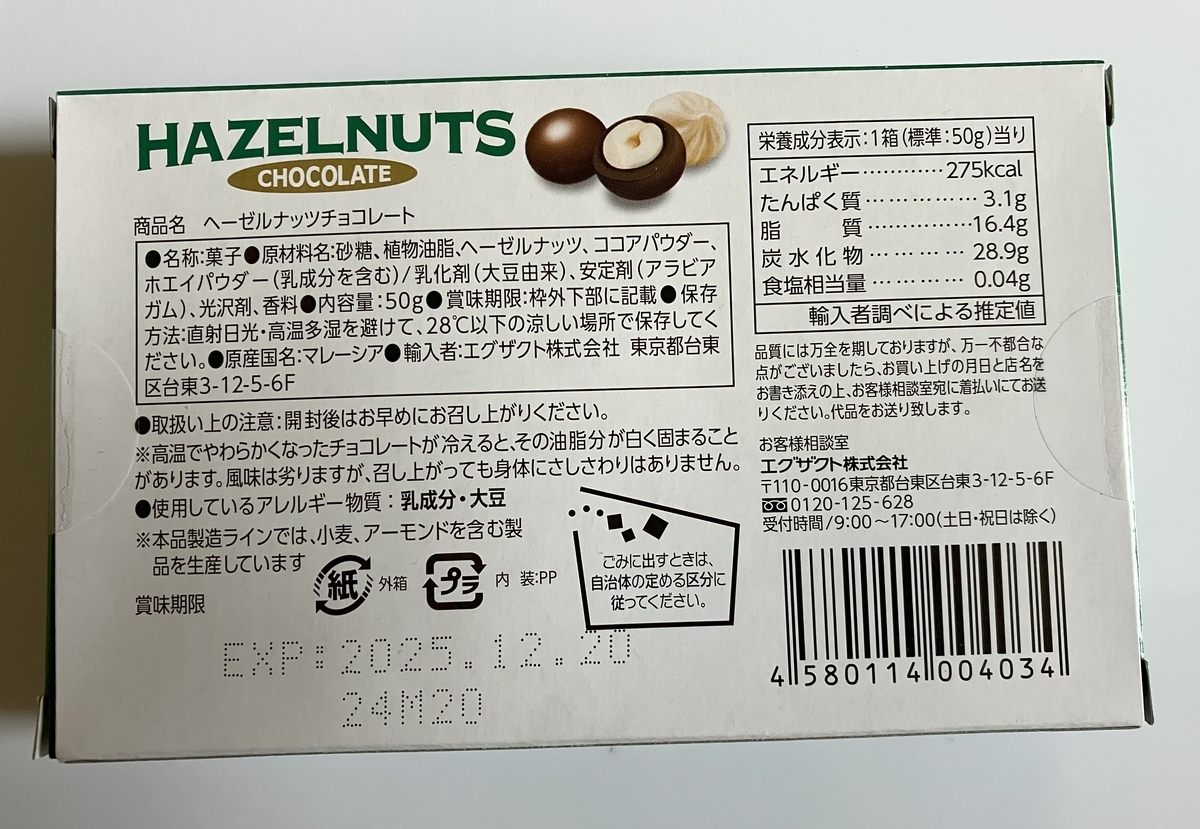 HAZELNUTS
CHOCOLATE
商品名 ヘーゼルナッツチョコレート
●名称:菓子●原材料名:砂糖、植物油脂、ヘーゼルナッツ、ココアパウダー、
ホエイパウダー(乳成分を含む)/乳化剤(大豆由来)、安定剤(アラビア
ガム)、光沢剤、香料●内容量:50g●賞味期限:枠外下部に記載●保存
方法:直射日光・高温多湿を避けて、28℃以下の涼しい場所で保存してく
ださい。●原産国名:マレーシア●輸入者:エグザクト株式会社 東京都台東
区台東3-12-5-6F
●取扱い上の注意:開封後はお早めにお召し上がりください。
※高温でやわらかくなったチョコレートが冷えると、その油脂分が白く固まること
があります。風味は劣りますが、召し上がっても身体にさしさわりはありません。
●使用しているアレルギー物質:乳成分・大豆
※本品製造ラインでは、小麦、アーモンドを含む製
品を生産しています
紙 外箱
プラ 内 装:PP
ごみに出すときは、
自治体の定める区分に
従ってください。
賞味期限
EXP:2025.12.20
24M20
栄養成分表示:1箱(標準:50g)当り
エネルギー…………275kcal
たんぱく質…………3.1g
脂 質…………16.4g
炭水化物…………28.9g
食塩相当量…………0.04g
輸入者調べによる推定値
品質には万全を期しておりますが、万一不都合な
点がございましたら、お買い上げの月日と店名を
お書き添えの上、お客様相談室宛に着払いにてお送
りください。代品をお送り致します。
お客様相談室
エグザクト株式会社
〒110-0016東京都台東区台東3-12-5-6F
0120-125-628
受付時間/9:00〜17:00(土日・祝日は除く)
4580114004034